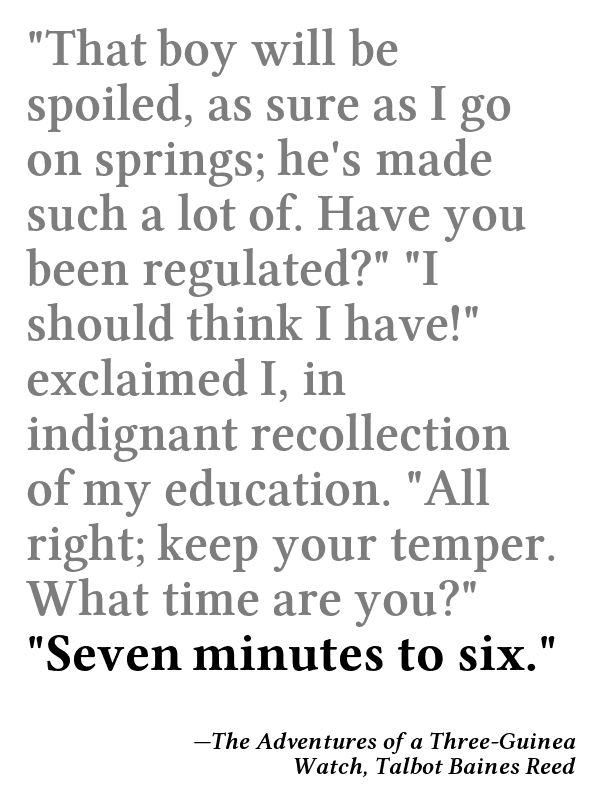 "That boy will be
spoiled, as sure as I go
on springs; he's made
such a lot of. Have you
been regulated?" "I
should think I have!"
exclaimed I, in
indignant recollection
of my education. "All
right; keep your temper.
What time are you?"
"Seven minutes to six."
—The Adventures of a Three-Guinea
Watch, Talbot Baines Reed